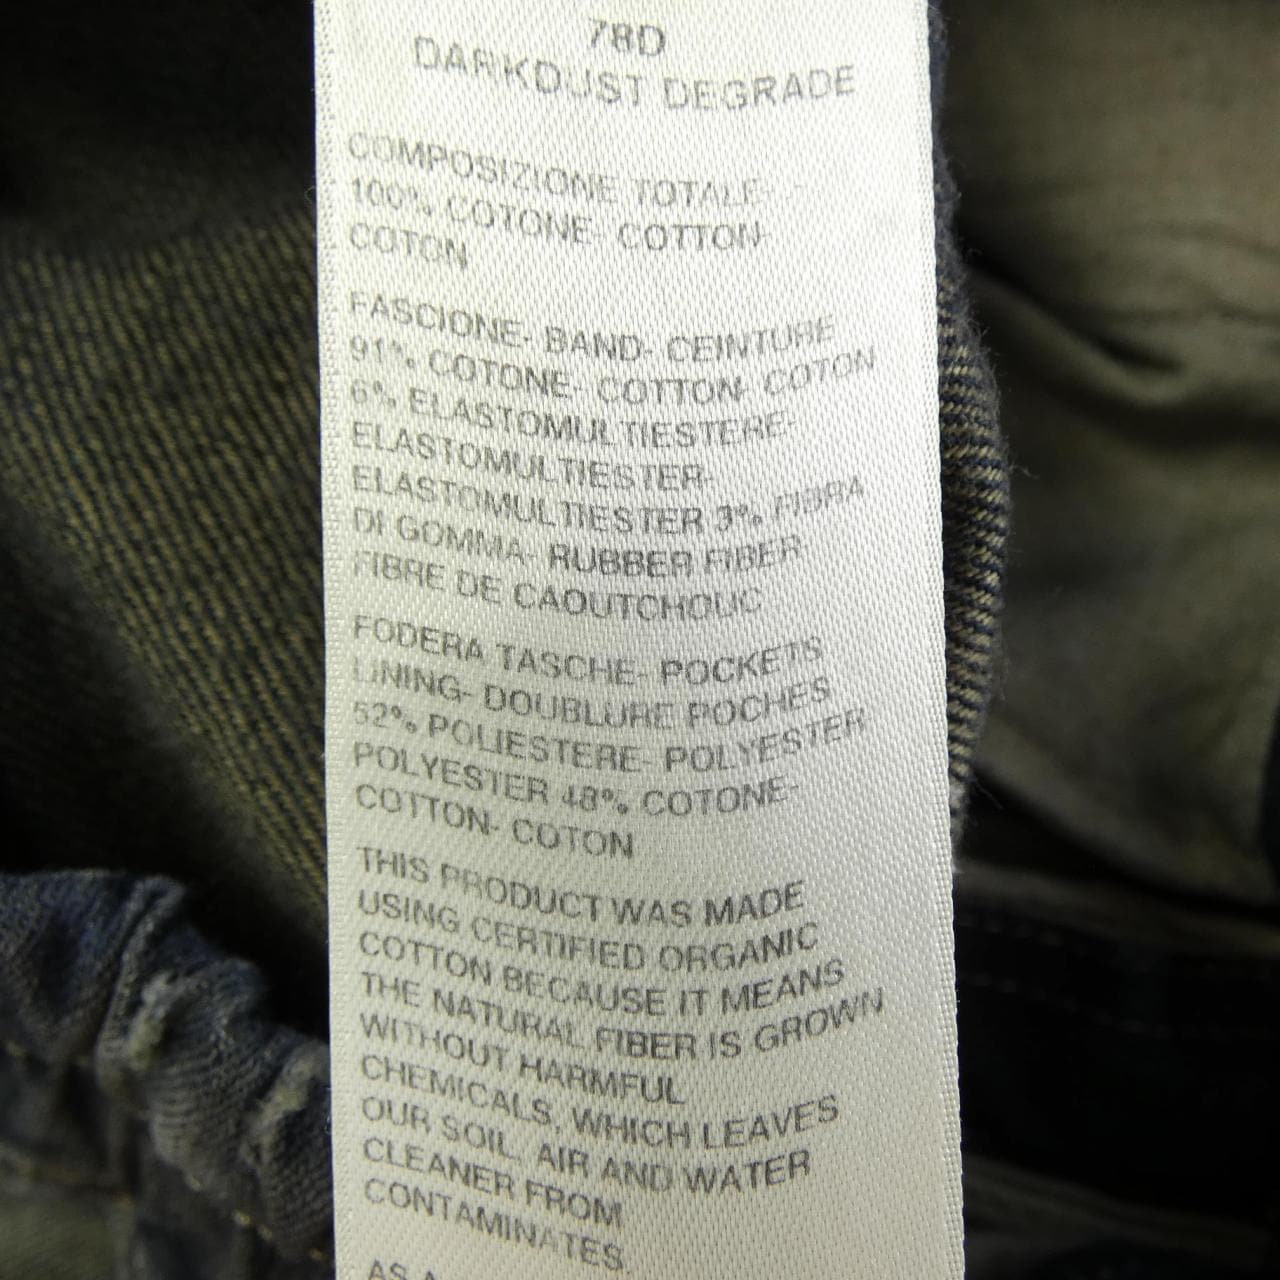 78D
DARKDUST DEGRADE
COMPOSIZIONE TOTALE- -
100% COTONE- COTTON-
COTON
FASCIONE- BAND- CEINTURE
91% COTONE- COTTON- COTON
6% ELASTOMULTIESTERE-
ELASTOMULTIESTER-
ELASTOMULTIESTER 3% FIBRA
DI GOMMA- RUBBER FIBER
FIBRE DE CAOUTCHOUC
FODERA TASCHE- POCKETS
LINING- DOUBLURE POCHES
52% POLIESTERE- POLYESTER
POLYESTER 48% COTONE-
COTTON- COTON
THIS PRODUCT WAS MADE
USING CERTIFIED ORGANIC
COTTON BECAUSE IT MEANS
THE NATURAL FIBER IS GROWN
WITHOUT HARMFUL
CHEMICALS, WHICH LEAVES
OUR SOIL, AIR AND WATER
CLEANER FROM
CONTAMINATES.
AS A